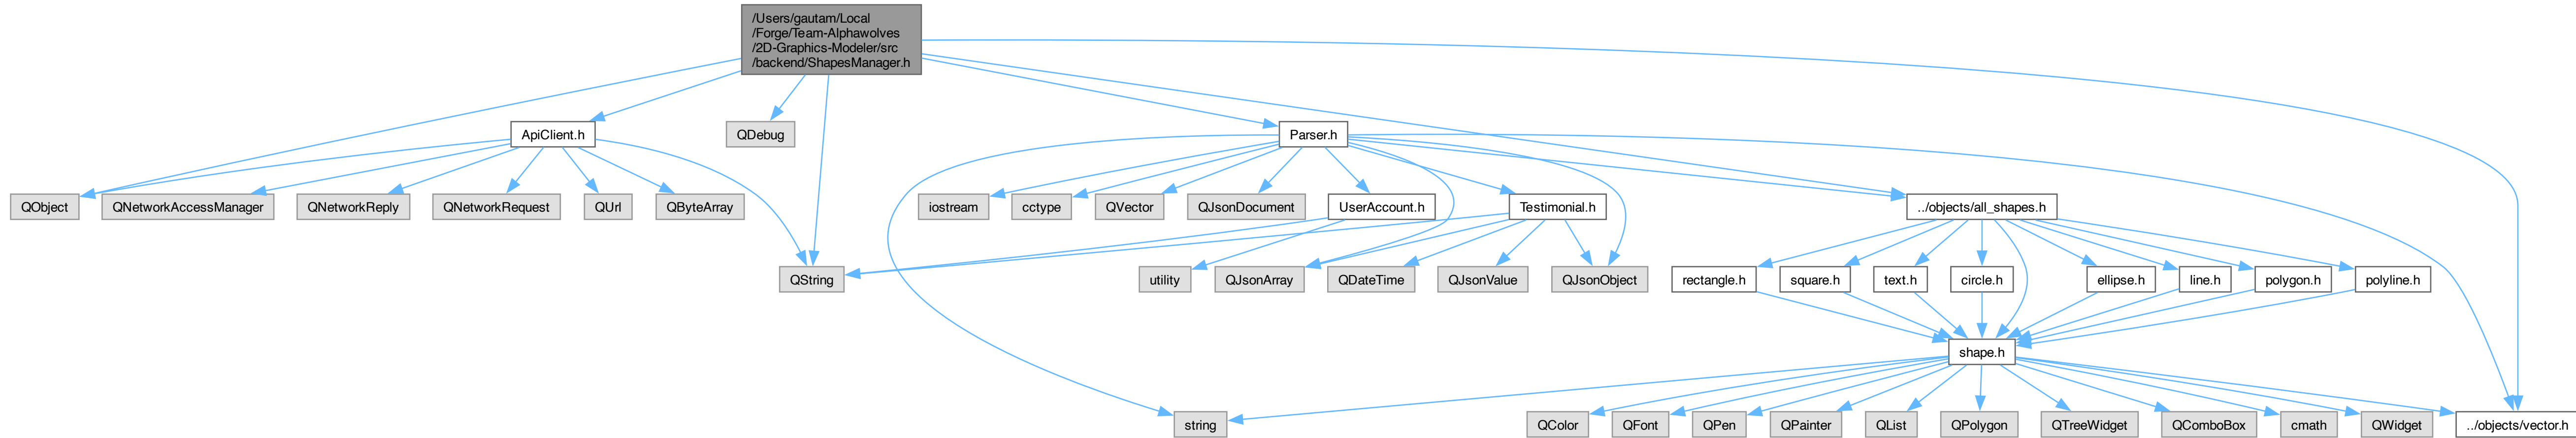 /Users/gautam/Local
/Forge/Team-Alphawolves
/2D-Graphics-Modeler/src
/backend/ShapesManager.h
ApiClient.h
QDebug
Parser.h
QObject
QNetworkAccessManager
QNetworkReply
QNetworkRequest
QUrl
QByteArray
iostream
cctype
QVector
QJsonDocument
UserAccount.h
Testimonial.h
../objects/all_shapes.h
QString
utility
QJsonArray
QDateTime
QJsonValue
QJsonObject
rectangle.h
square.h
text.h
circle.h
ellipse.h
line.h
polygon.h
polyline.h
shape.h
string
QColor
QFont
QPen
QPainter
QList
QPolygon
QTreeWidget
QComboBox
cmath
QWidget
../objects/vector.h